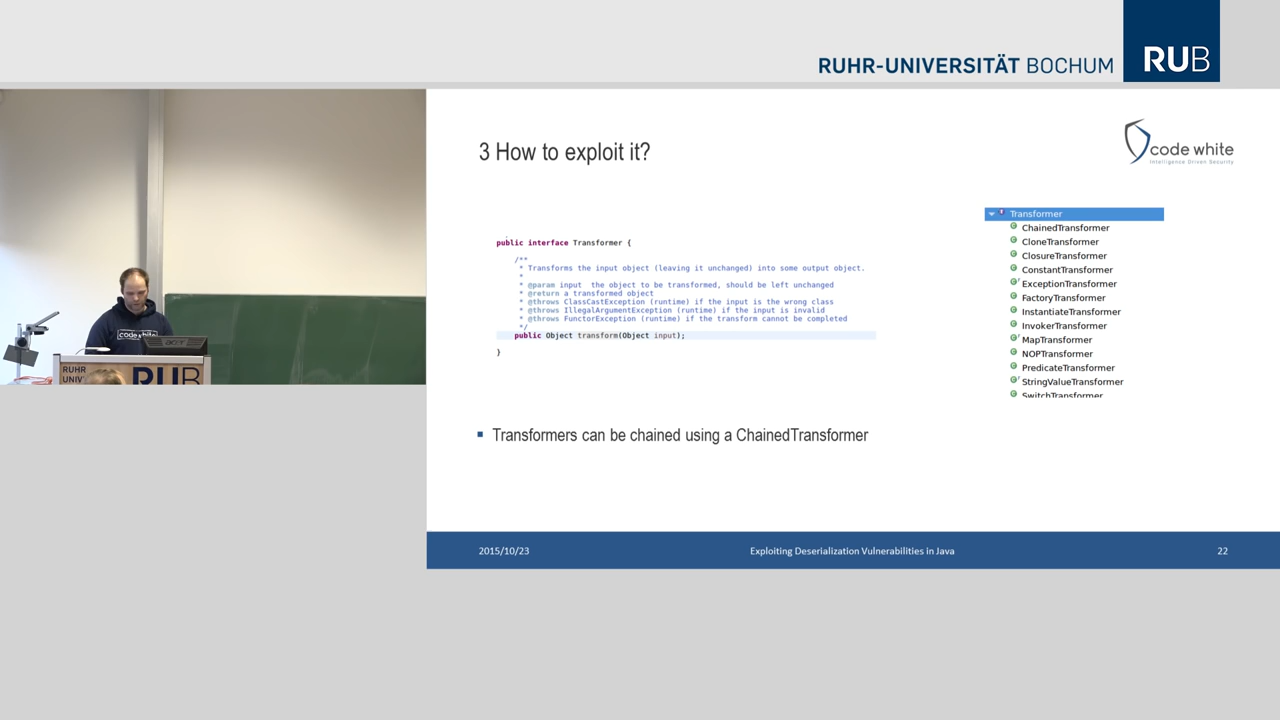 RUHR-UNIVERSITÄT BOCHUM
RUB
3 How to exploit it?
code white
Intelligence Driven Security
public interface Transformer {
/**
* Transforms the input object (leaving it unchanged) into some output object.
*
* @param input the object to be transformed, should be left unchanged
* @return a transformed object
* @throws ClassCastException (runtime) if the input is the wrong class
* @throws IllegalArgumentException (runtime) if the input is invalid
* @throws FunctorException (runtime) if the transform cannot be completed
*/
public Object transform(Object input);
}
Transformer
ChainedTransformer
CloneTransformer
ClosureTransformer
ConstantTransformer
ExceptionTransformer
FactoryTransformer
InstantiateTransformer
InvokerTransformer
MapTransformer
NOPTransformer
PredicateTransformer
StringValueTransformer
SwitchTransformer
▪ Transformers can be chained using a ChainedTransformer
code white
acer
RUHR
UNIV
RUB
2015/10/23
Exploiting Deserialization Vulnerabilities in Java
22